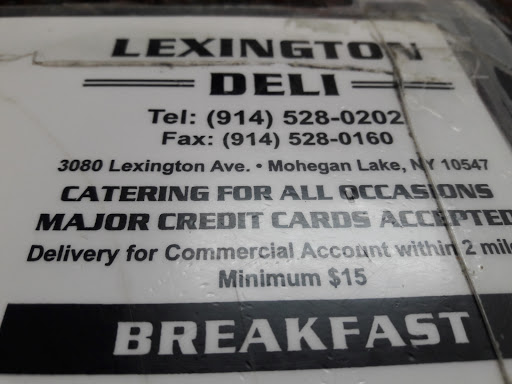 LEXINGTON
DELI
Tel: (914) 528-0202
Fax: (914) 528-0160
3080 Lexington Ave. • Mohegan Lake, NY 10547
CATERING FOR ALL OCCASIONS
MAJOR CREDIT CARDS ACCEPTED
Delivery for Commercial Account within 2 mile
Minimum $15
BREAKFAST